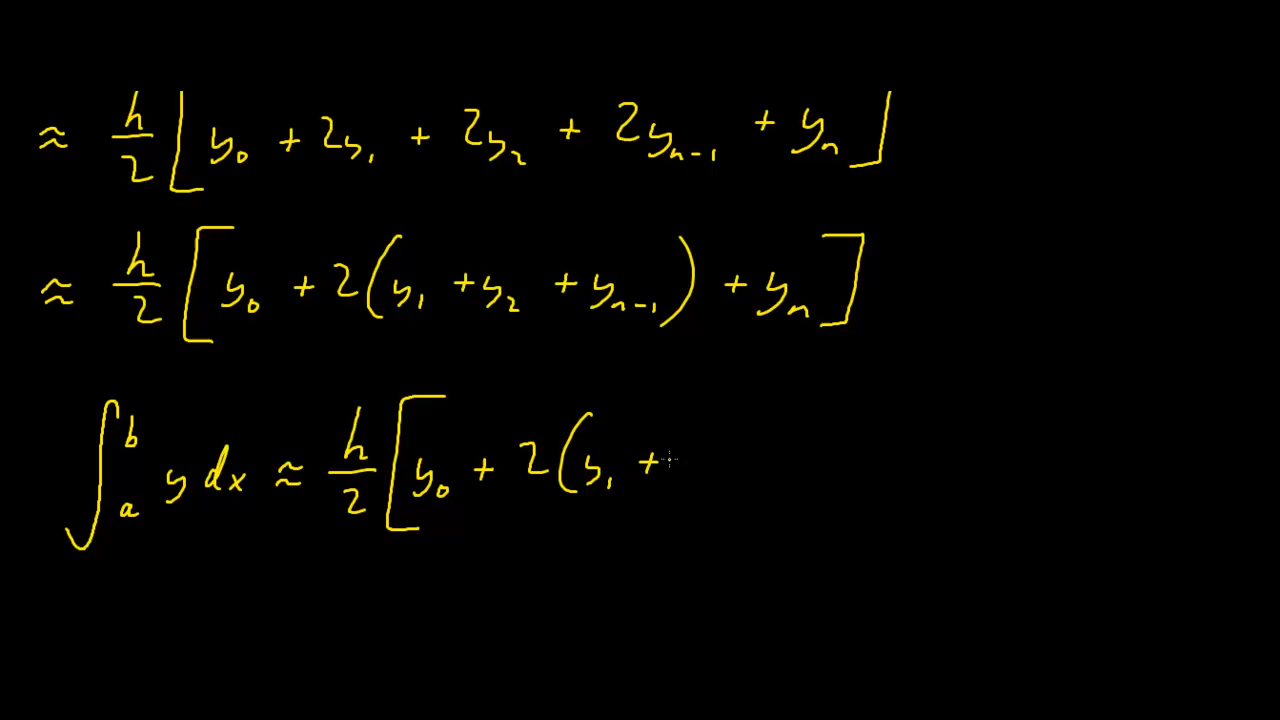 ≈ h/2 [y₀ + 2y₁ + 2y₂ + 2yₙ₋₁ + yₙ]
≈ h/2 [y₀ + 2(y₁ + y₂ + yₙ₋₁) + yₙ]
∫ₐᵇ y dx ≈ h/2 [y₀ + 2(y₁ +